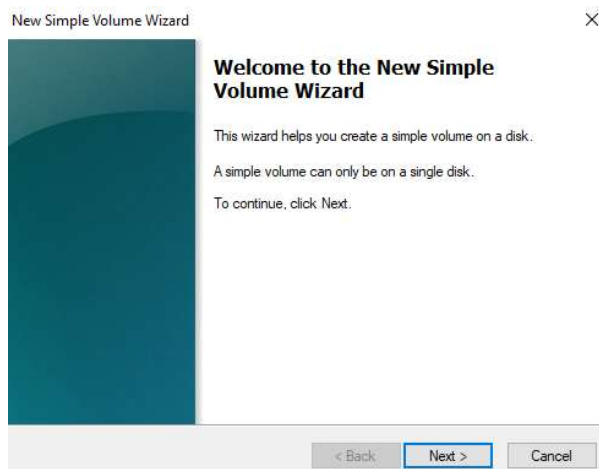 New Simple Volume Wizard
Welcome to the New Simple
Volume Wizard
This wizard helps you create a simple volume on a disk.
A simple volume can only be on a single disk.
To continue, click Next.
< Back Next > Cancel